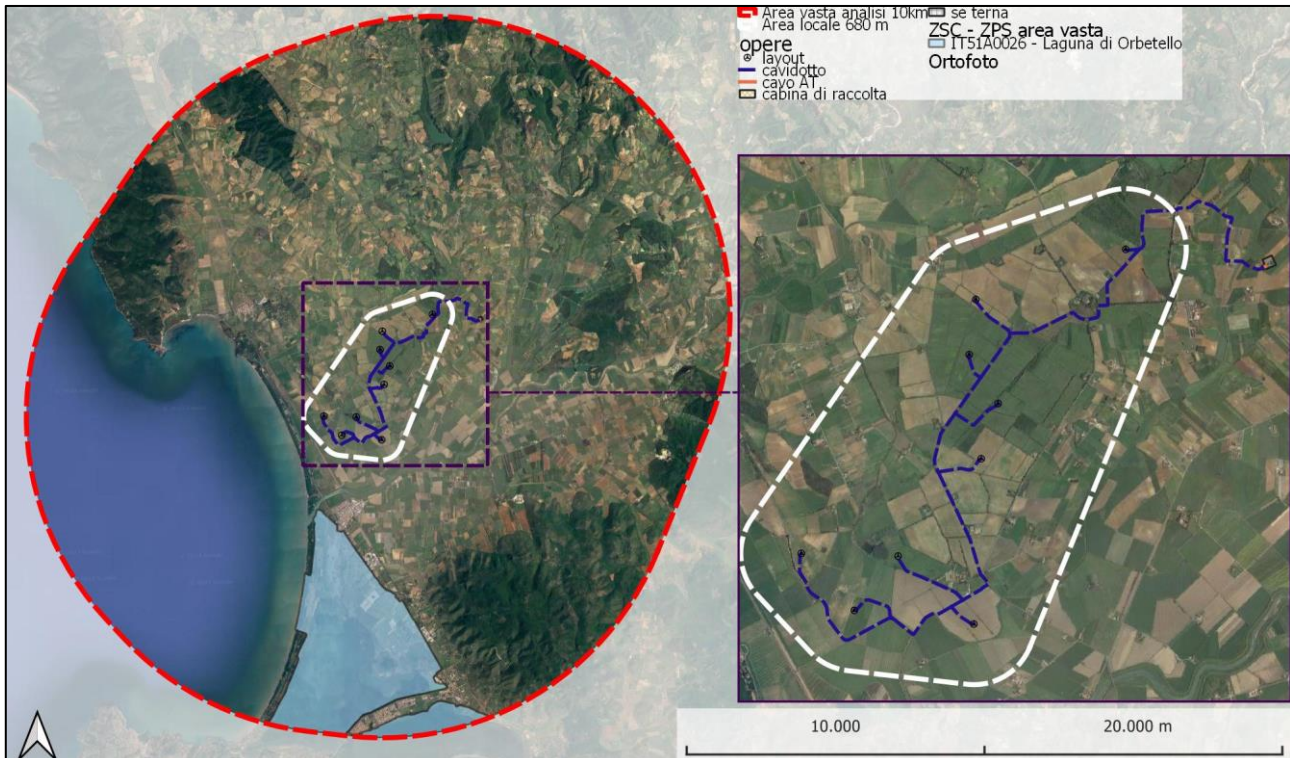 Area vasta analisi 10km
Area locale 680 m
opere
layout
cavidotto
cavo AT
cabina di raccolta
se terna
ZSC - ZPS area vasta
IT51A0026 - Laguna di Orbetello
Ortofoto
10.000
20.000 m